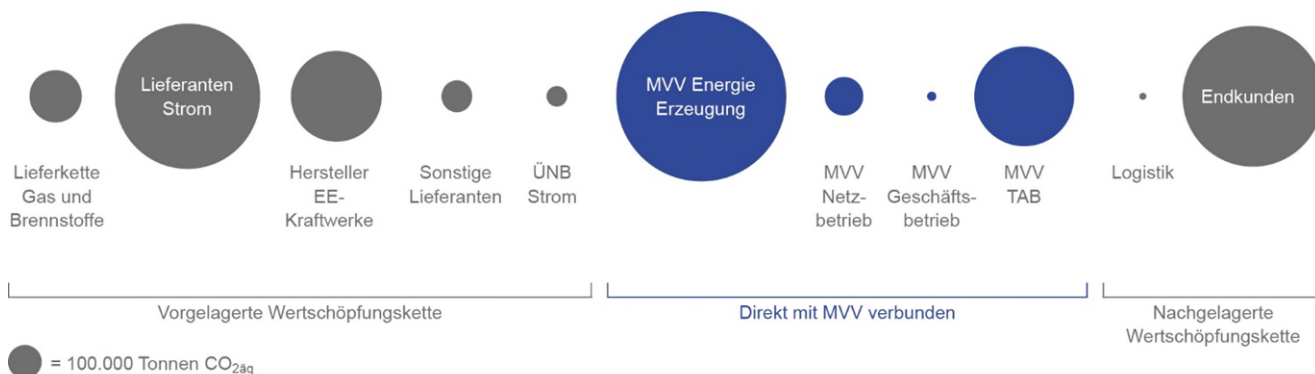 Lieferanten
Strom
MVV Energie
Erzeugung
Endkunden
Lieferkette
Gas und
Brennstoffe
Hersteller
EE-
Kraftwerke
Sonstige
Lieferanten
ÜNB
Strom
MVV
Netz-
betrieb
MVV
Geschäfts-
betrieb
MVV
TAB
Logistik
Vorgelagerte Wertschöpfungskette
Direkt mit MVV verbunden
Nachgelagerte
Wertschöpfungskette
= 100.000 Tonnen CO₂äq